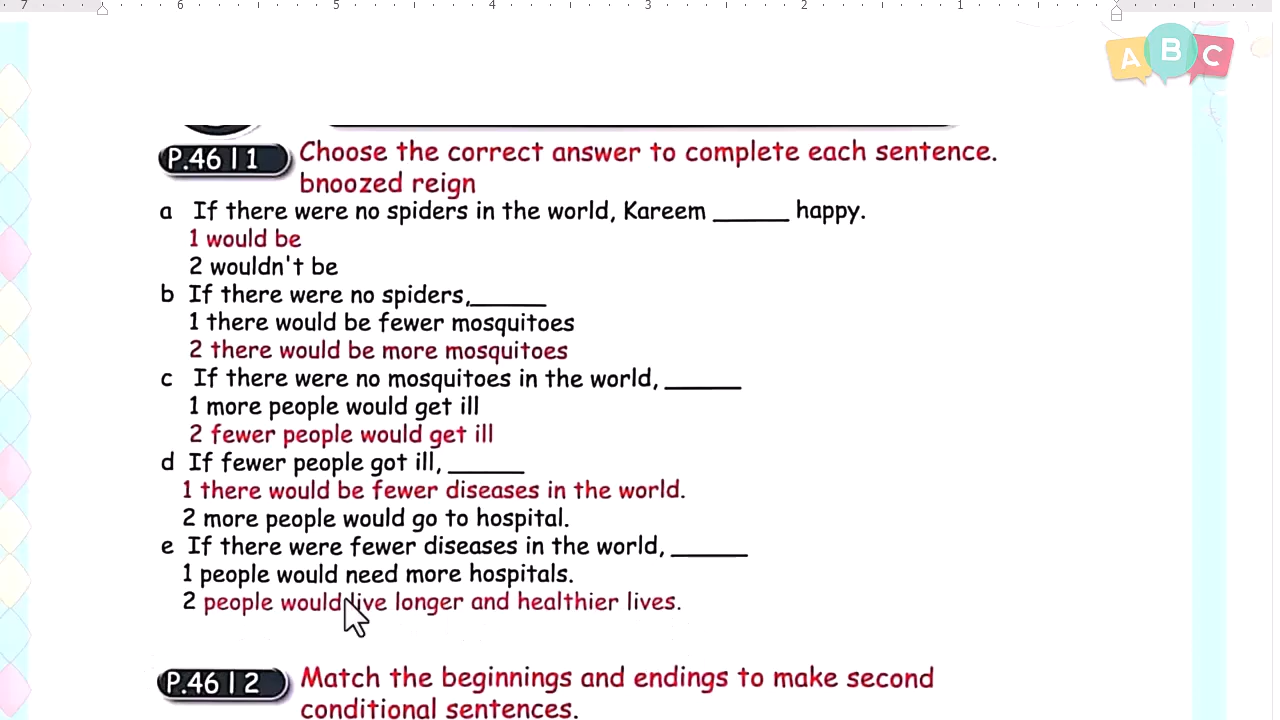 7 6 5 4 3 2 1
A B C
P.46 | 1 Choose the correct answer to complete each sentence.
bnoozed reign
a If there were no spiders in the world, Kareem ______ happy.
1 would be
2 wouldn't be
b If there were no spiders,______
1 there would be fewer mosquitoes
2 there would be more mosquitoes
c If there were no mosquitoes in the world, ______
1 more people would get ill
2 fewer people would get ill
d If fewer people got ill, ______
1 there would be fewer diseases in the world.
2 more people would go to hospital.
e If there were fewer diseases in the world, ______
1 people would need more hospitals.
2 people would live longer and healthier lives.
P.46 | 2 Match the beginnings and endings to make second
conditional sentences.